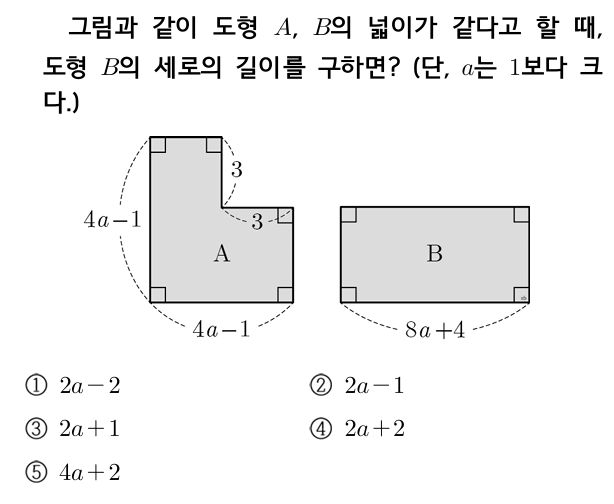 그림과 같이 도형 A, B의 넓이가 같다고 할 때,
도형 B의 세로의 길이를 구하면? (단, a는 1보다 크
다.)
3
3
4a−1
A
4a−1
B
8a+4
① 2a−2
② 2a−1
③ 2a+1
④ 2a+2
⑤ 4a+2